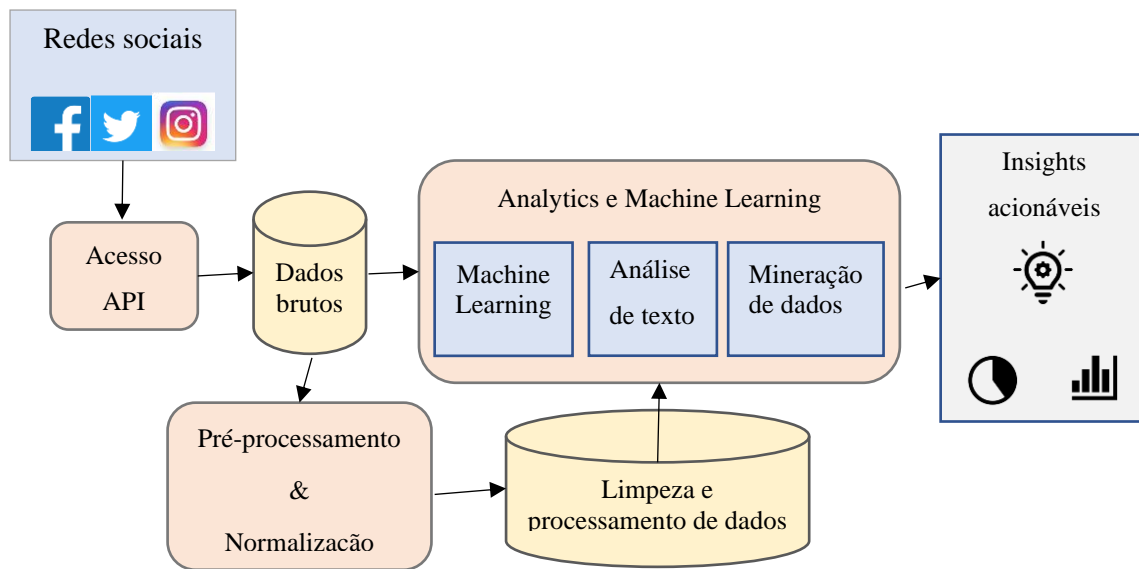 Redes sociais
Acesso
API
Dados
brutos
Analytics e Machine Learning
Machine
Learning
Análise
de texto
Mineração
de dados
Insights
acionáveis
Pré-processamento
&
Normalizacão
Limpeza e
processamento de dados